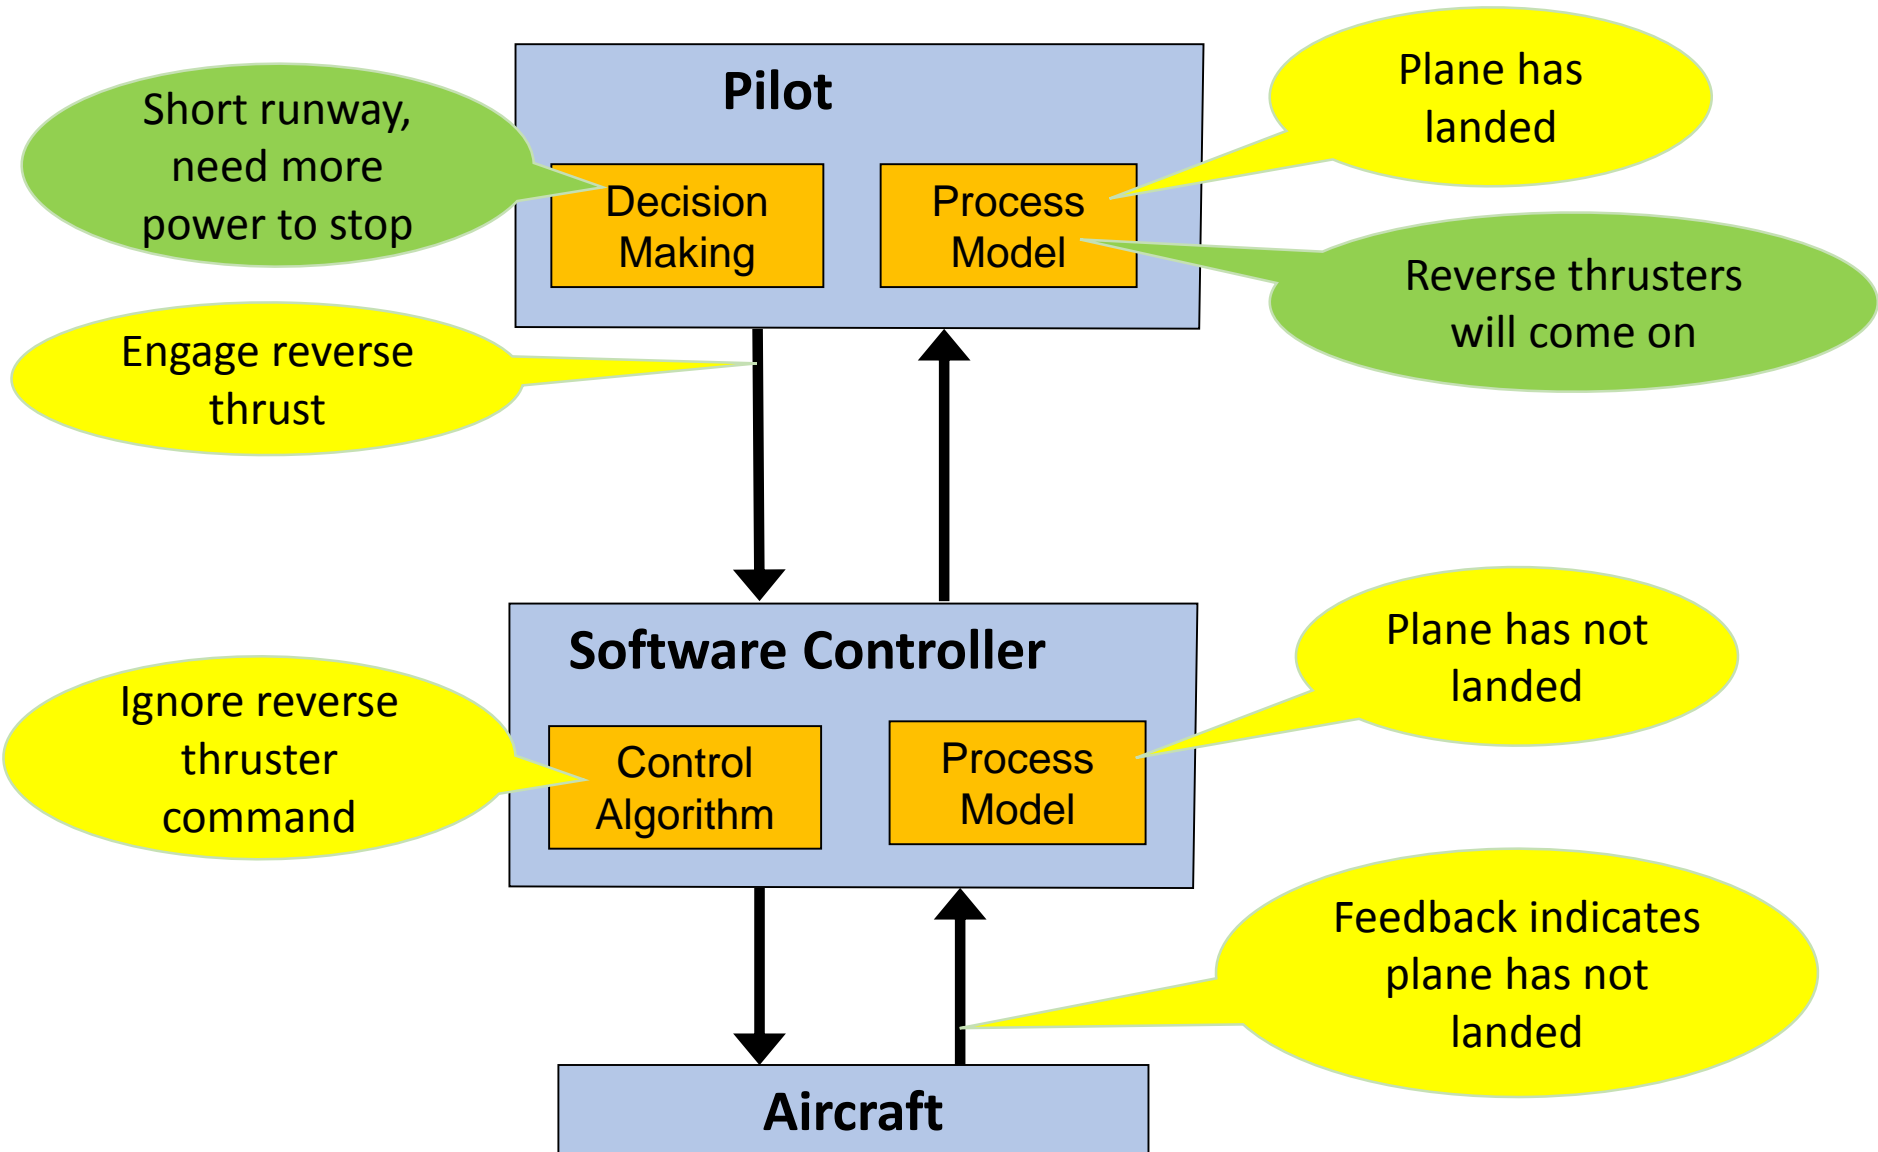 Pilot
Short runway,
need more
power to stop
Decision
Making
Process
Model
Plane has
landed
Reverse thrusters
will come on
Engage reverse
thrust
Software Controller
Ignore reverse
thruster
command
Control
Algorithm
Process
Model
Plane has not
landed
Feedback indicates
plane has not
landed
Aircraft